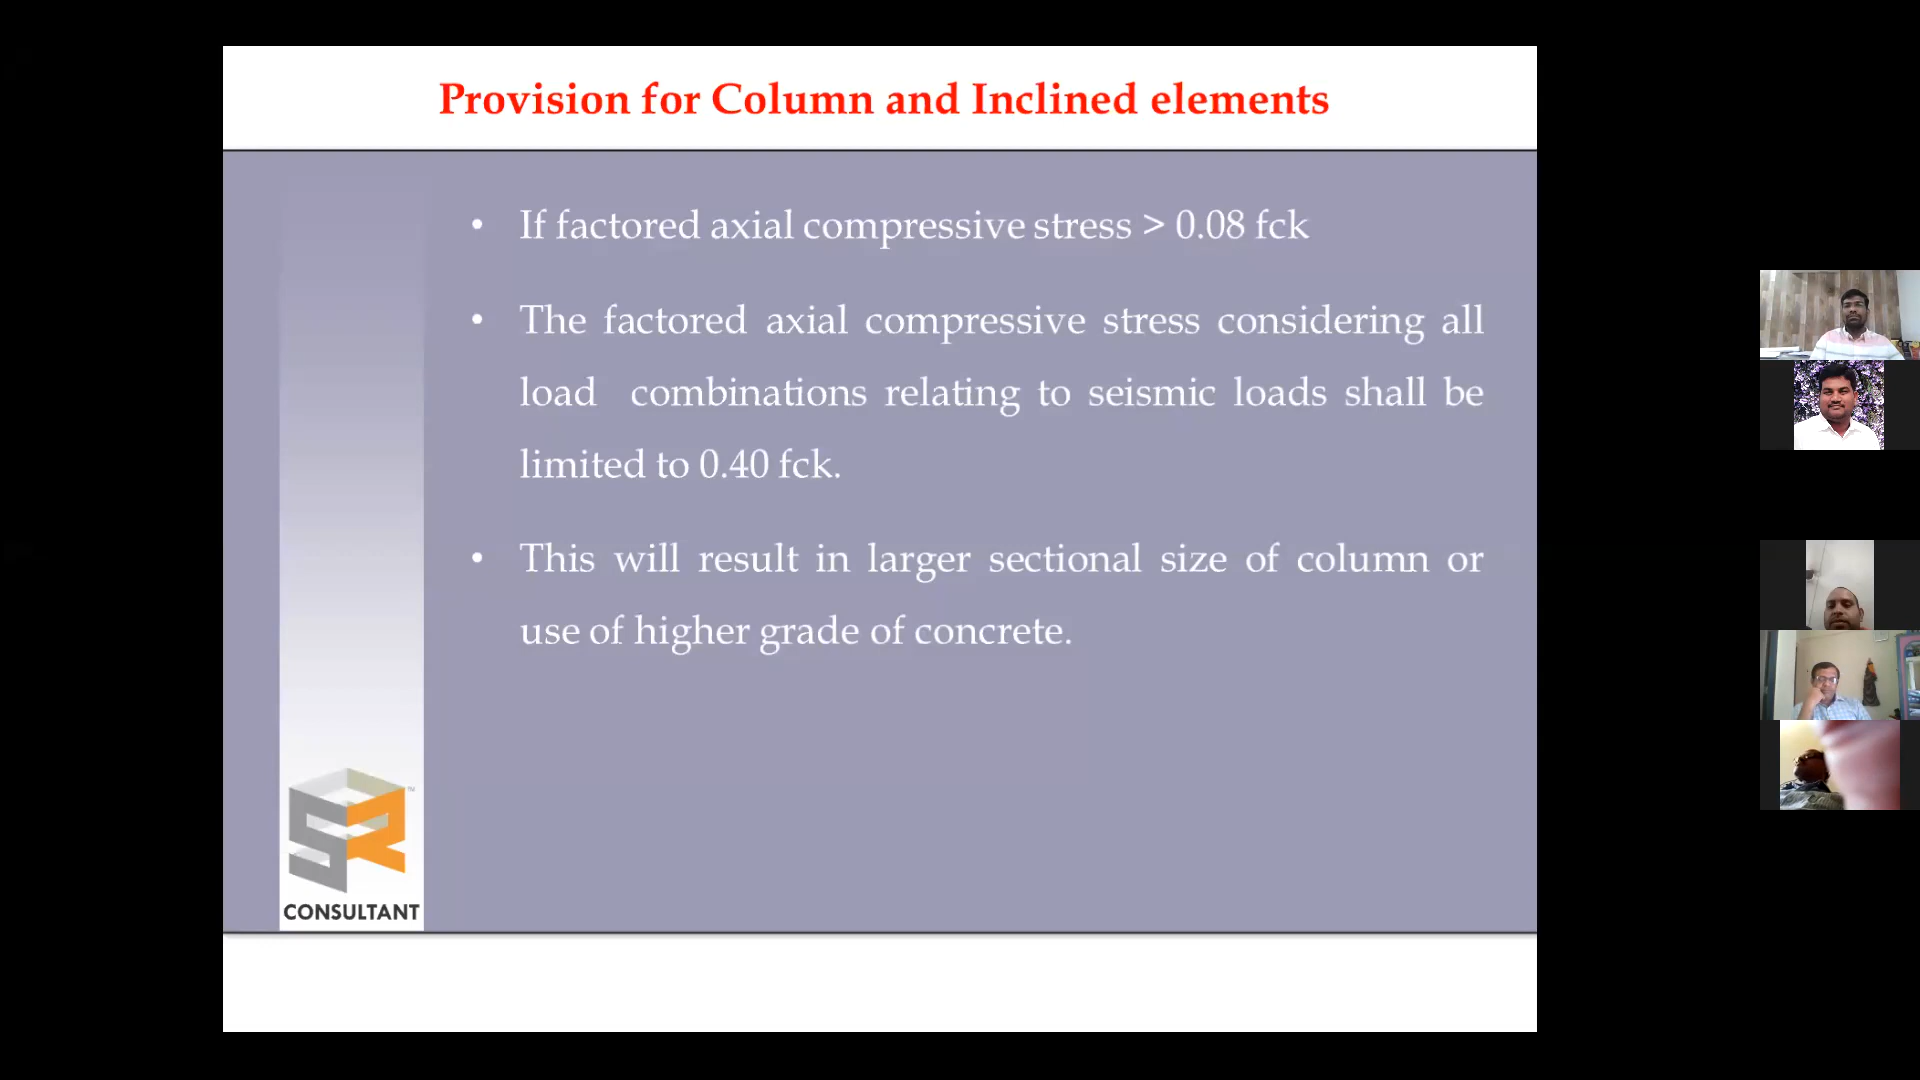 Provision for Column and Inclined elements
• If factored axial compressive stress > 0.08 fck
• The factored axial compressive stress considering all
load combinations relating to seismic loads shall be
limited to 0.40 fck.
• This will result in larger sectional size of column or
use of higher grade of concrete.
SR TM
CONSULTANT